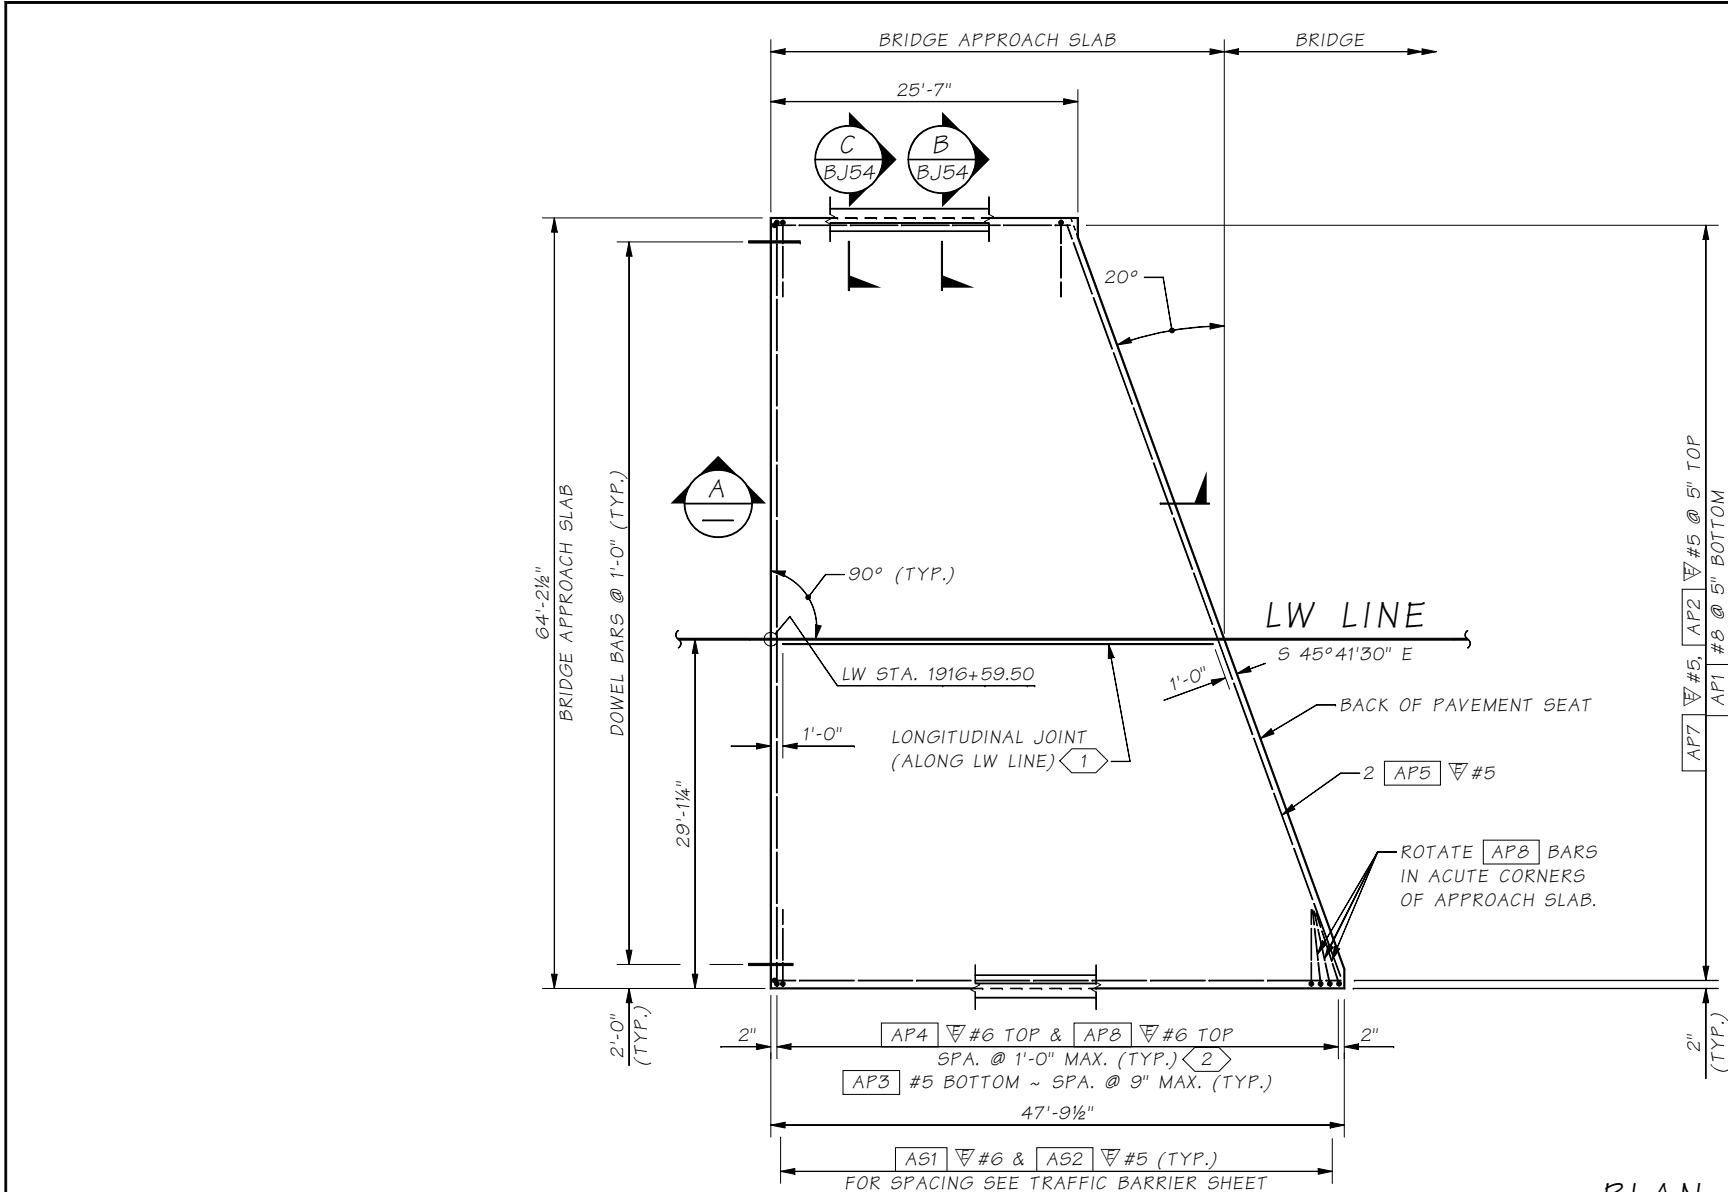 BRIDGE APPROACH SLAB
BRIDGE
25'-7"
C
BJ54
B
BJ54
20°
64'-2½"
BRIDGE APPROACH SLAB
DOWEL BARS @ 1'-0" (TYP.)
A
90° (TYP.)
LW LINE
S 45°41'30" E
LW STA. 1916+59.50
1'-0"
1'-0"
BACK OF PAVEMENT SEAT
LONGITUDINAL JOINT
(ALONG LW LINE) 1
2 AP5 E #5
29'-1¼"
ROTATE AP8 BARS
IN ACUTE CORNERS
OF APPROACH SLAB.
AP7 E #5, AP2 E #5 @ 5" TOP
AP1 #8 @ 5" BOTTOM
2'-0"
(TYP.)
2"
AP4 E #6 TOP & AP8 E #6 TOP
SPA. @ 1'-0" MAX. (TYP.) 2
AP3 #5 BOTTOM ~ SPA. @ 9" MAX. (TYP.)
2"
2"
(TYP.)
47'-9½"
AS1 E #6 & AS2 E #5 (TYP.)
FOR SPACING SEE TRAFFIC BARRIER SHEET
PLAN